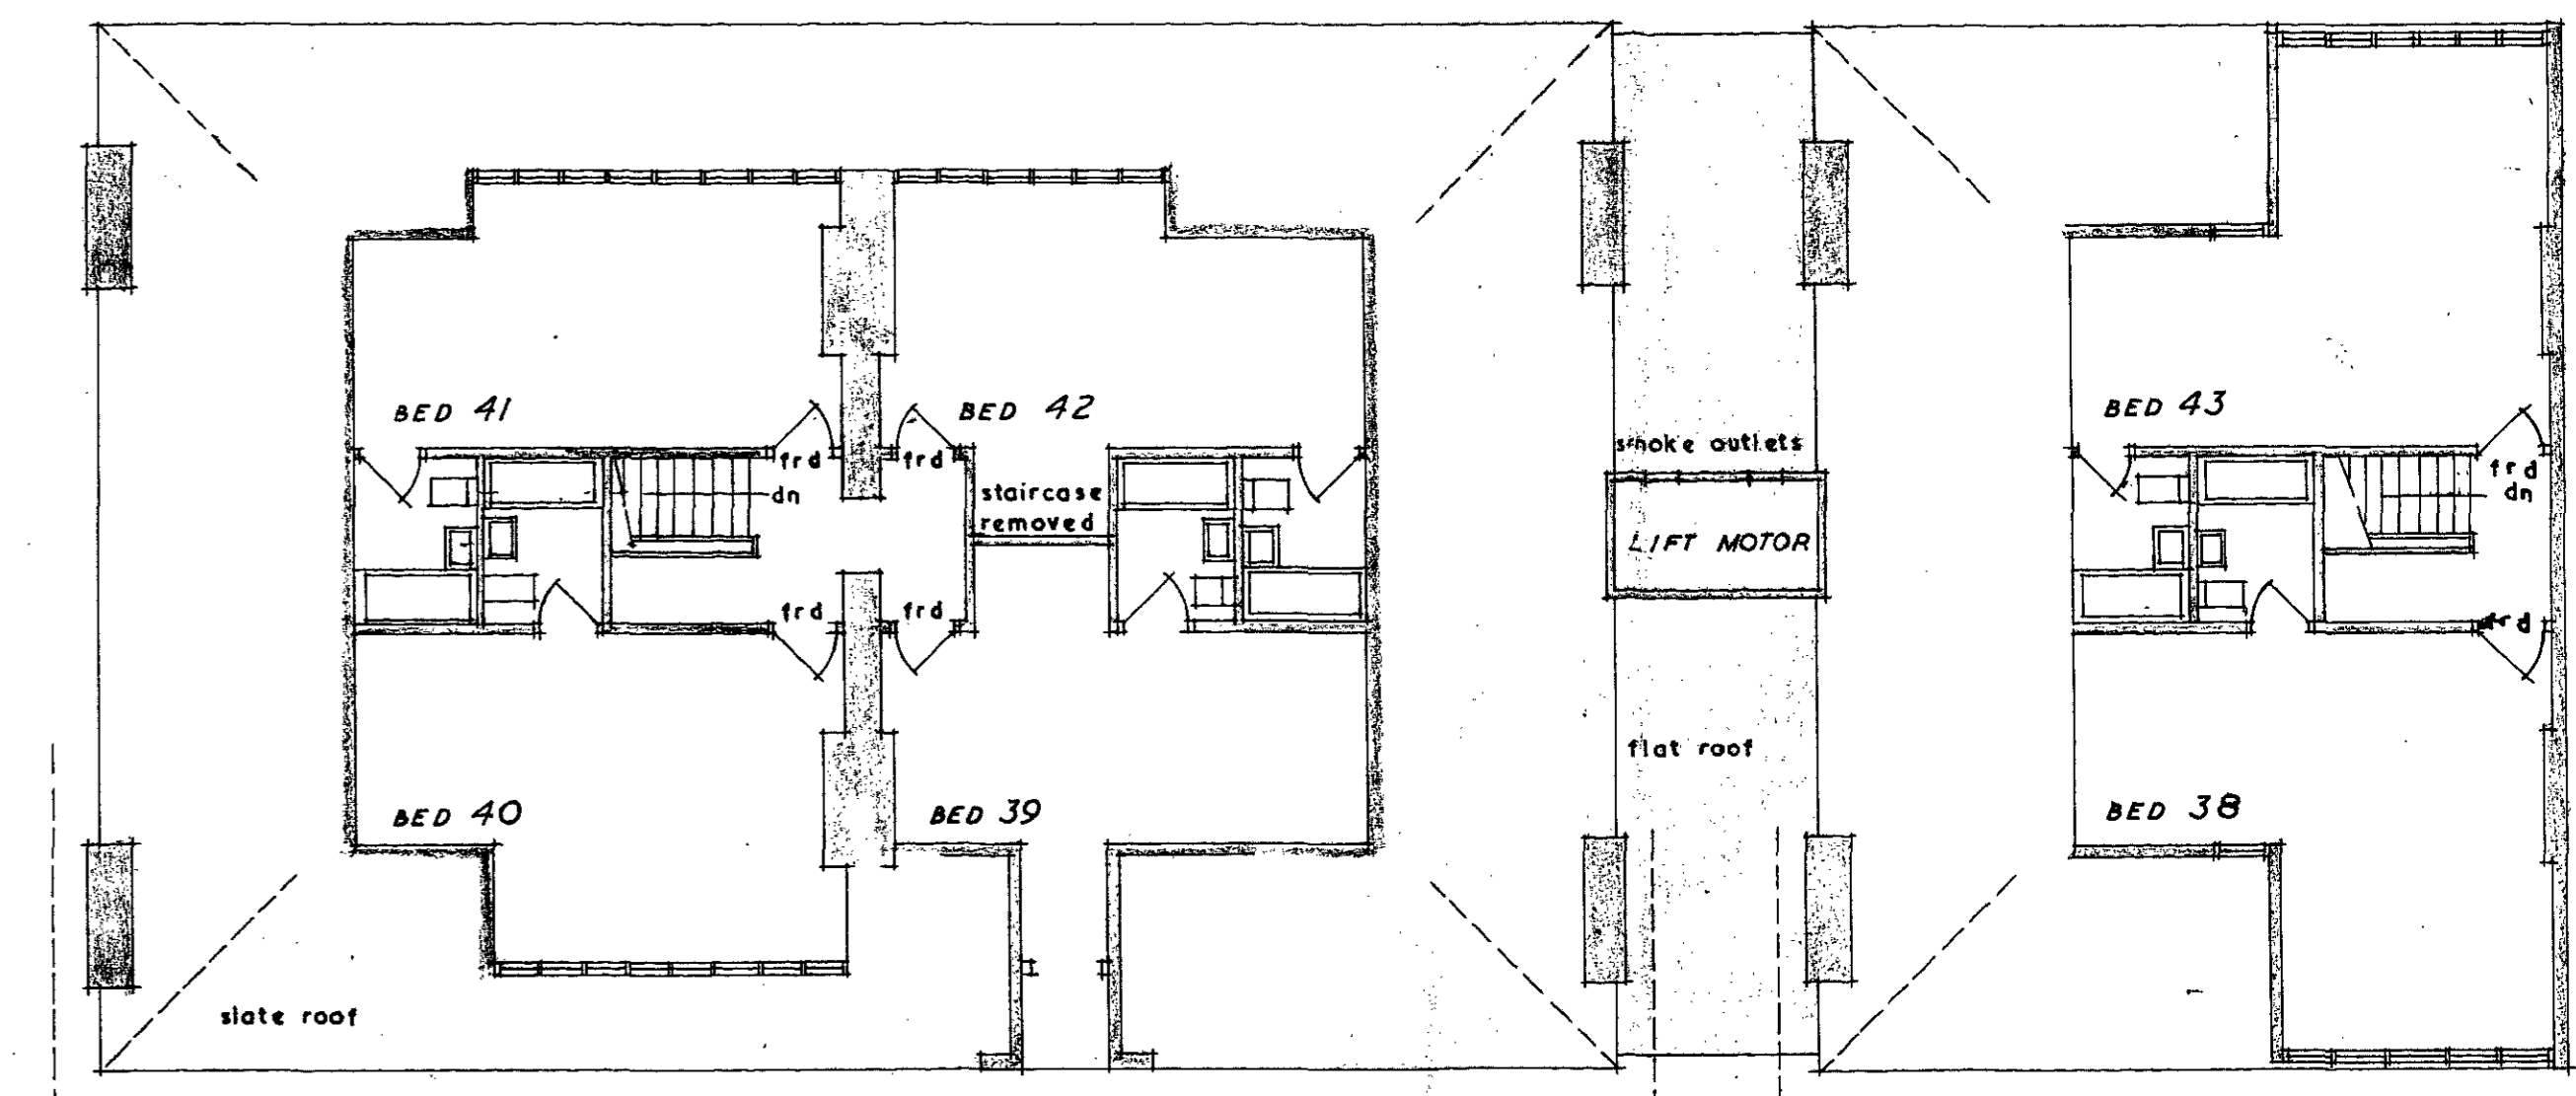 BED 41
BED 42
BED 43
smoke outlets
frd
frd
frd
dn
staircase
removed
dn
LIFT MOTOR
frd
frd
frd
flat roof
BED 40
BED 39
BED 38
slate roof